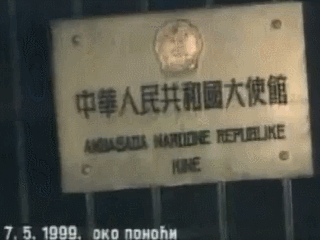 中華人民共和國大使館
AMBASADA NARODNE REPUBLIKE
KINE
7. 5. 1999. око поноћи